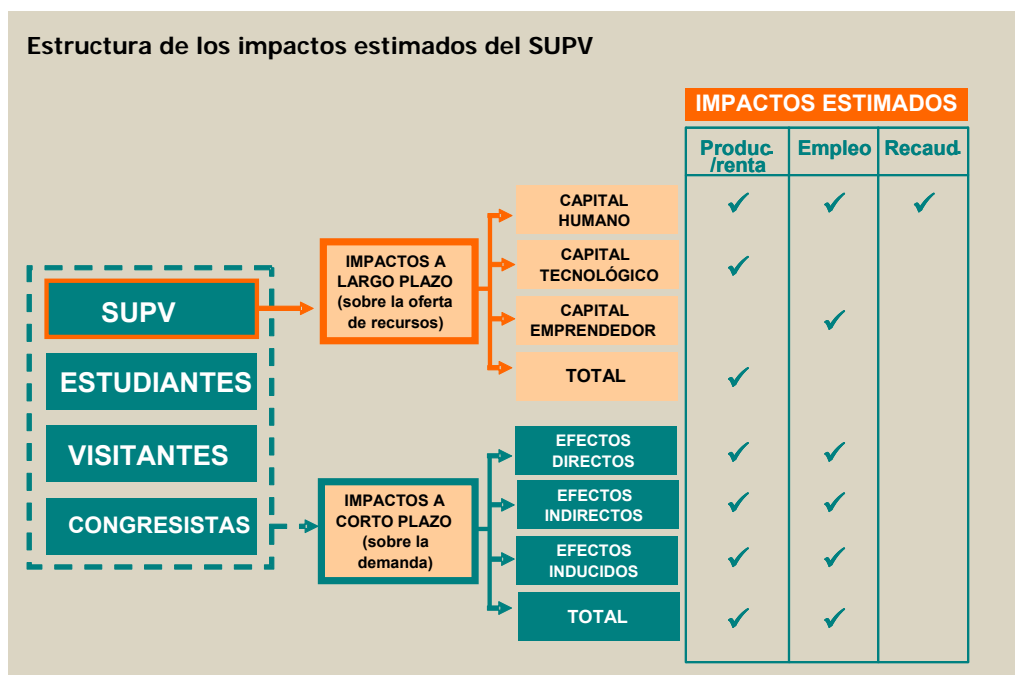 Estructura de los impactos estimados del SUPV
IMPACTOS ESTIMADOS
Produc.
/renta
Empleo
Recaud.
SUPV
ESTUDIANTES
VISITANTES
CONGRESISTAS
IMPACTOS A
LARGO PLAZO
(sobre la oferta
de recursos)
CAPITAL
HUMANO
CAPITAL
TECNOLÓGICO
CAPITAL
EMPRENDEDOR
TOTAL
IMPACTOS A
CORTO PLAZO
(sobre la
demanda)
EFECTOS
DIRECTOS
EFECTOS
INDIRECTOS
EFECTOS
INDUCIDOS
TOTAL